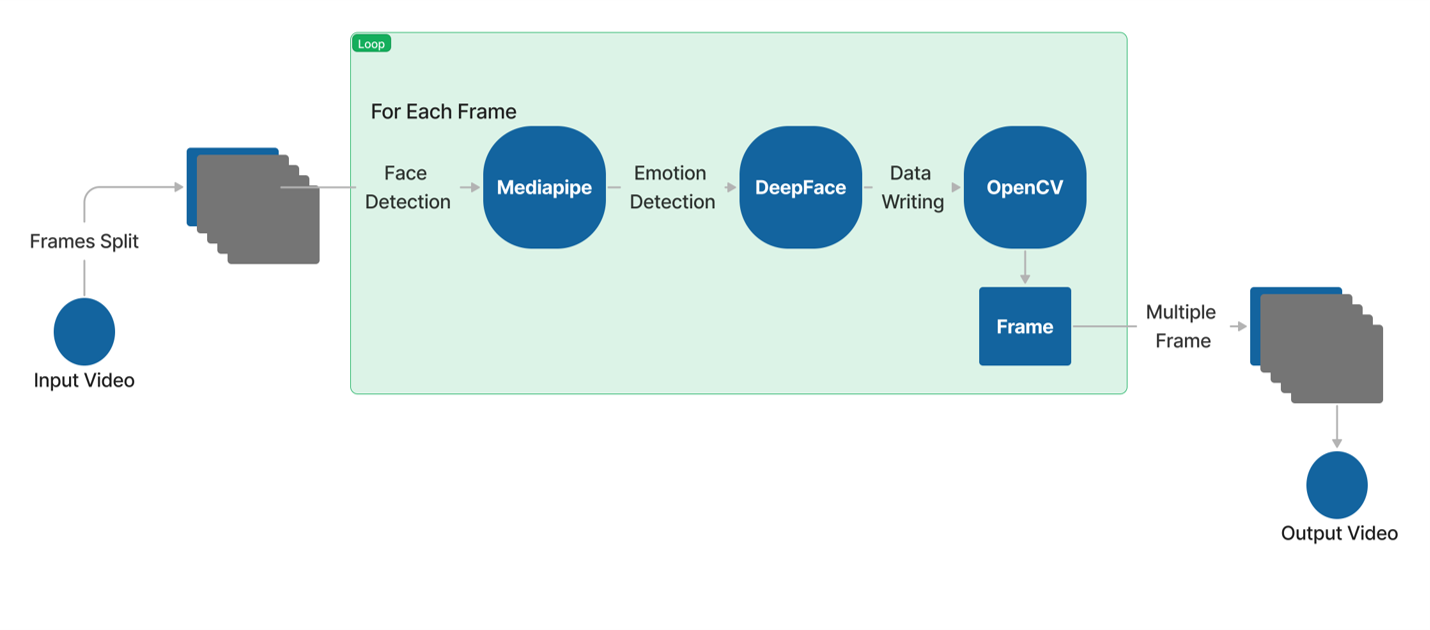 Loop
For Each Frame
Face
Detection
Mediapipe
Emotion
Detection
DeepFace
Data
Writing
OpenCV
Frames Split
Input Video
Frame
Multiple
Frame
Output Video